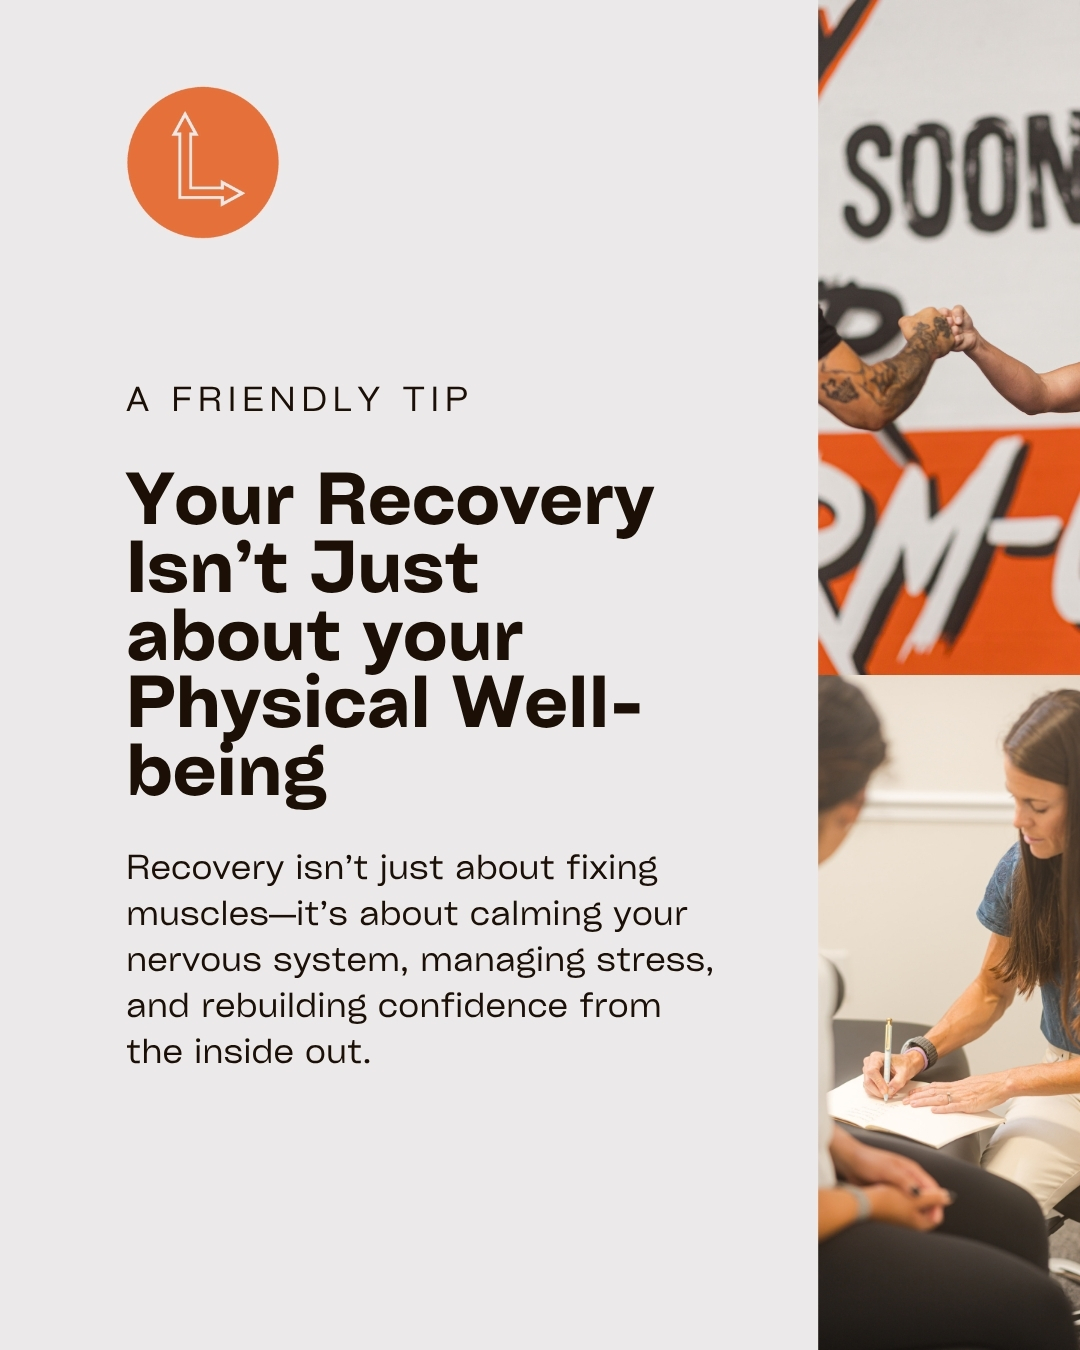 A FRIENDLY TIP
Your Recovery
Isn’t Just
about your
Physical Well-
being
Recovery isn’t just about fixing
muscles—it’s about calming your
nervous system, managing stress,
and rebuilding confidence from
the inside out.
SOON